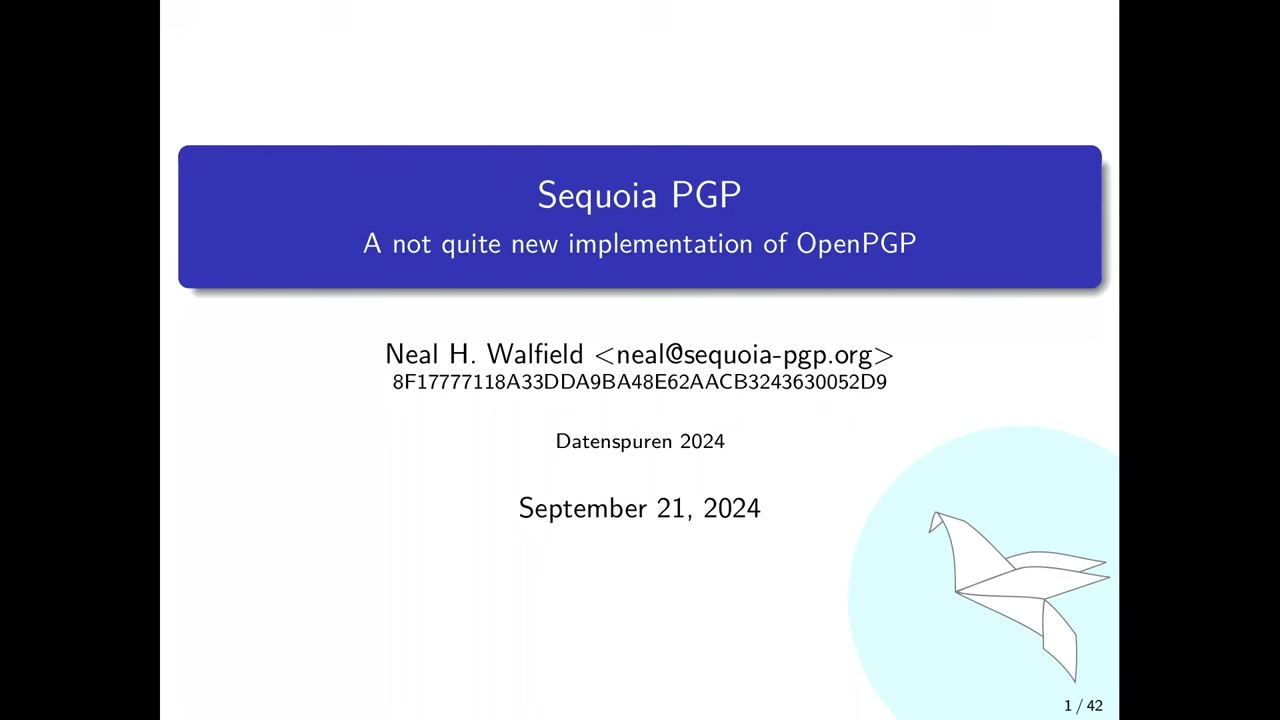 Sequoia PGP
A not quite new implementation of OpenPGP
Neal H. Walfield <neal@sequoia-pgp.org>
8F17777118A33DDA9BA48E62AACB3243630052D9
Datenspuren 2024
September 21, 2024
1 / 42